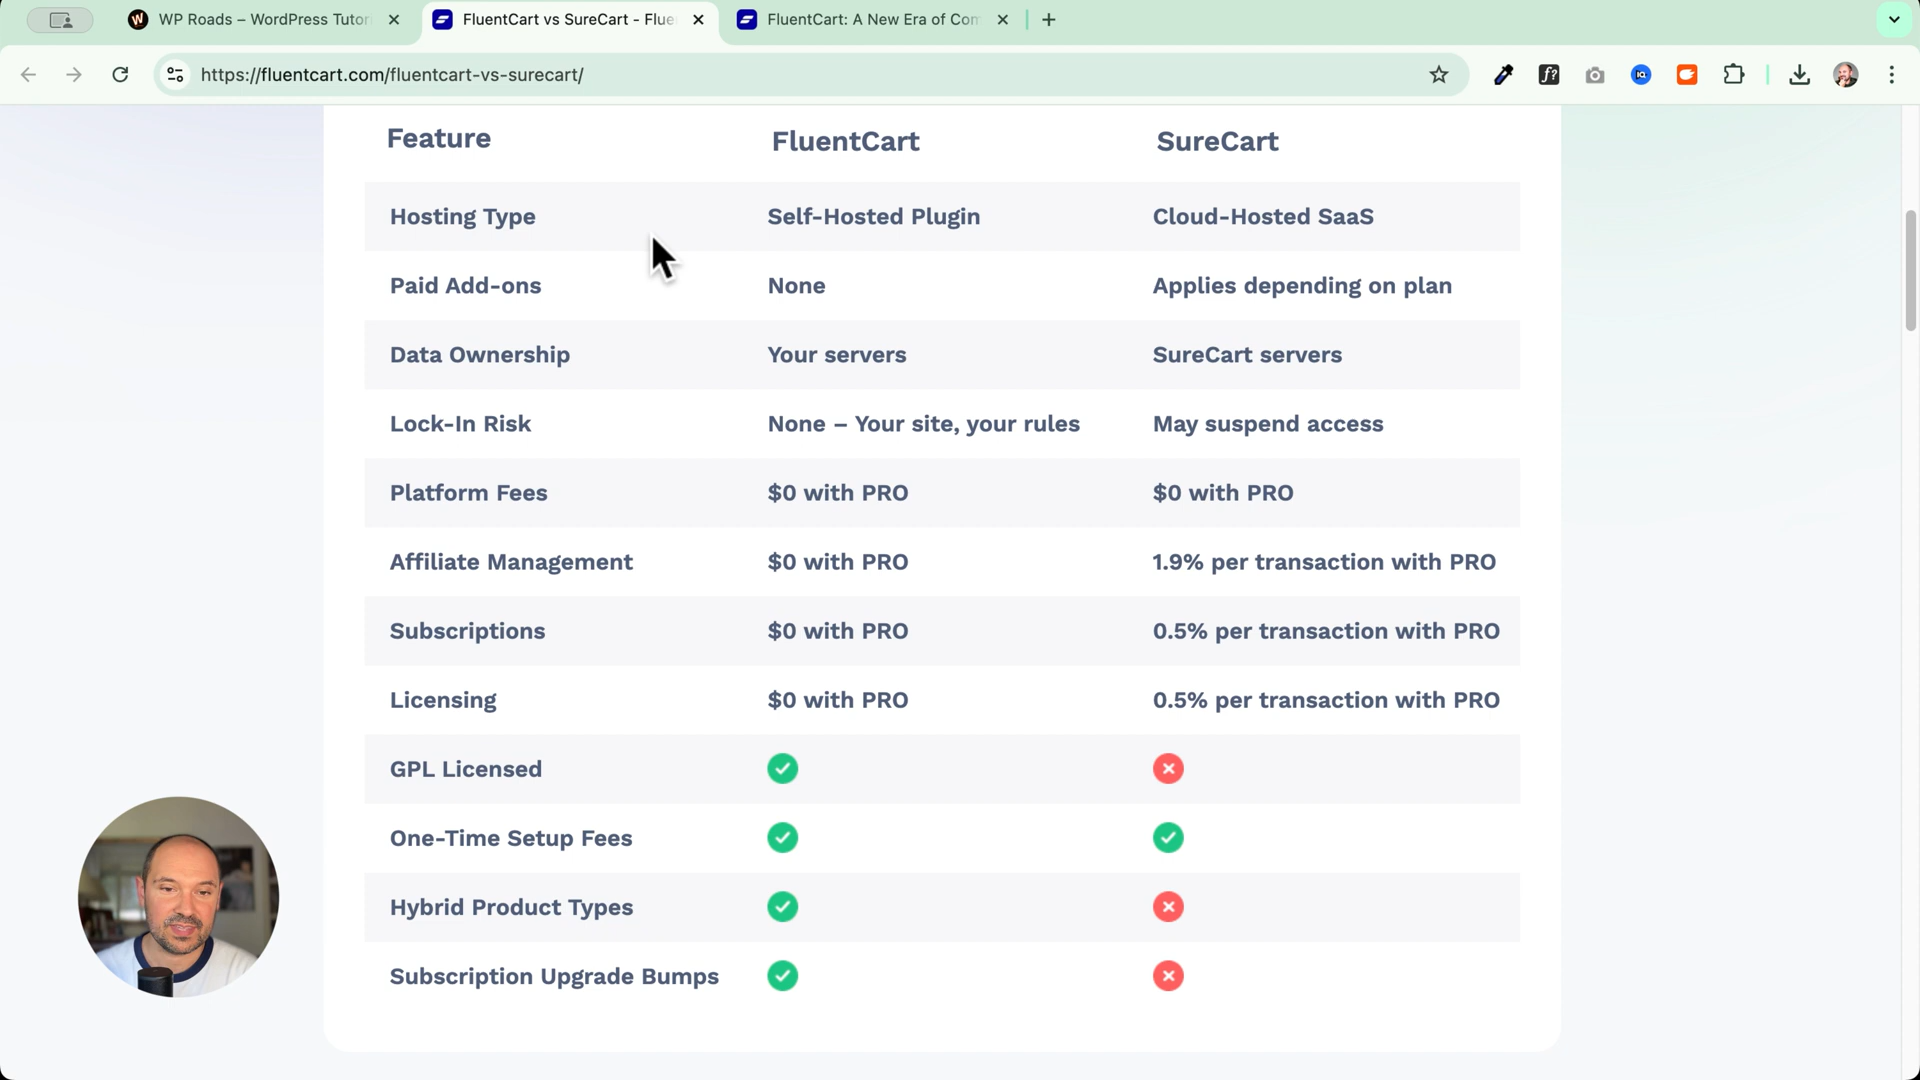 WP Roads – WordPress Tutor
FluentCart vs SureCart - Flue
FluentCart: A New Era of Com
https://fluentcart.com/fluentcart-vs-surecart/
Feature FluentCart SureCart
Hosting Type Self-Hosted Plugin Cloud-Hosted SaaS
Paid Add-ons None Applies depending on plan
Data Ownership Your servers SureCart servers
Lock-In Risk None – Your site, your rules May suspend access
Platform Fees $0 with PRO $0 with PRO
Affiliate Management $0 with PRO 1.9% per transaction with PRO
Subscriptions $0 with PRO 0.5% per transaction with PRO
Licensing $0 with PRO 0.5% per transaction with PRO
GPL Licensed
One-Time Setup Fees
Hybrid Product Types
Subscription Upgrade Bumps